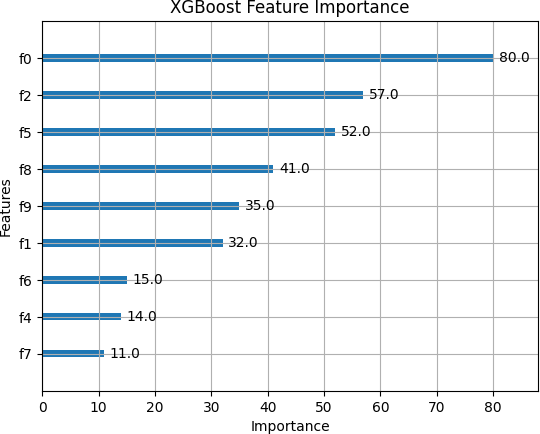 XGBoost Feature Importance
f0 80.0
f2 57.0
f5 52.0
f8 41.0
f9 35.0
f1 32.0
f6 15.0
f4 14.0
f7 11.0
Features
0 10 20 30 40 50 60 70 80
Importance